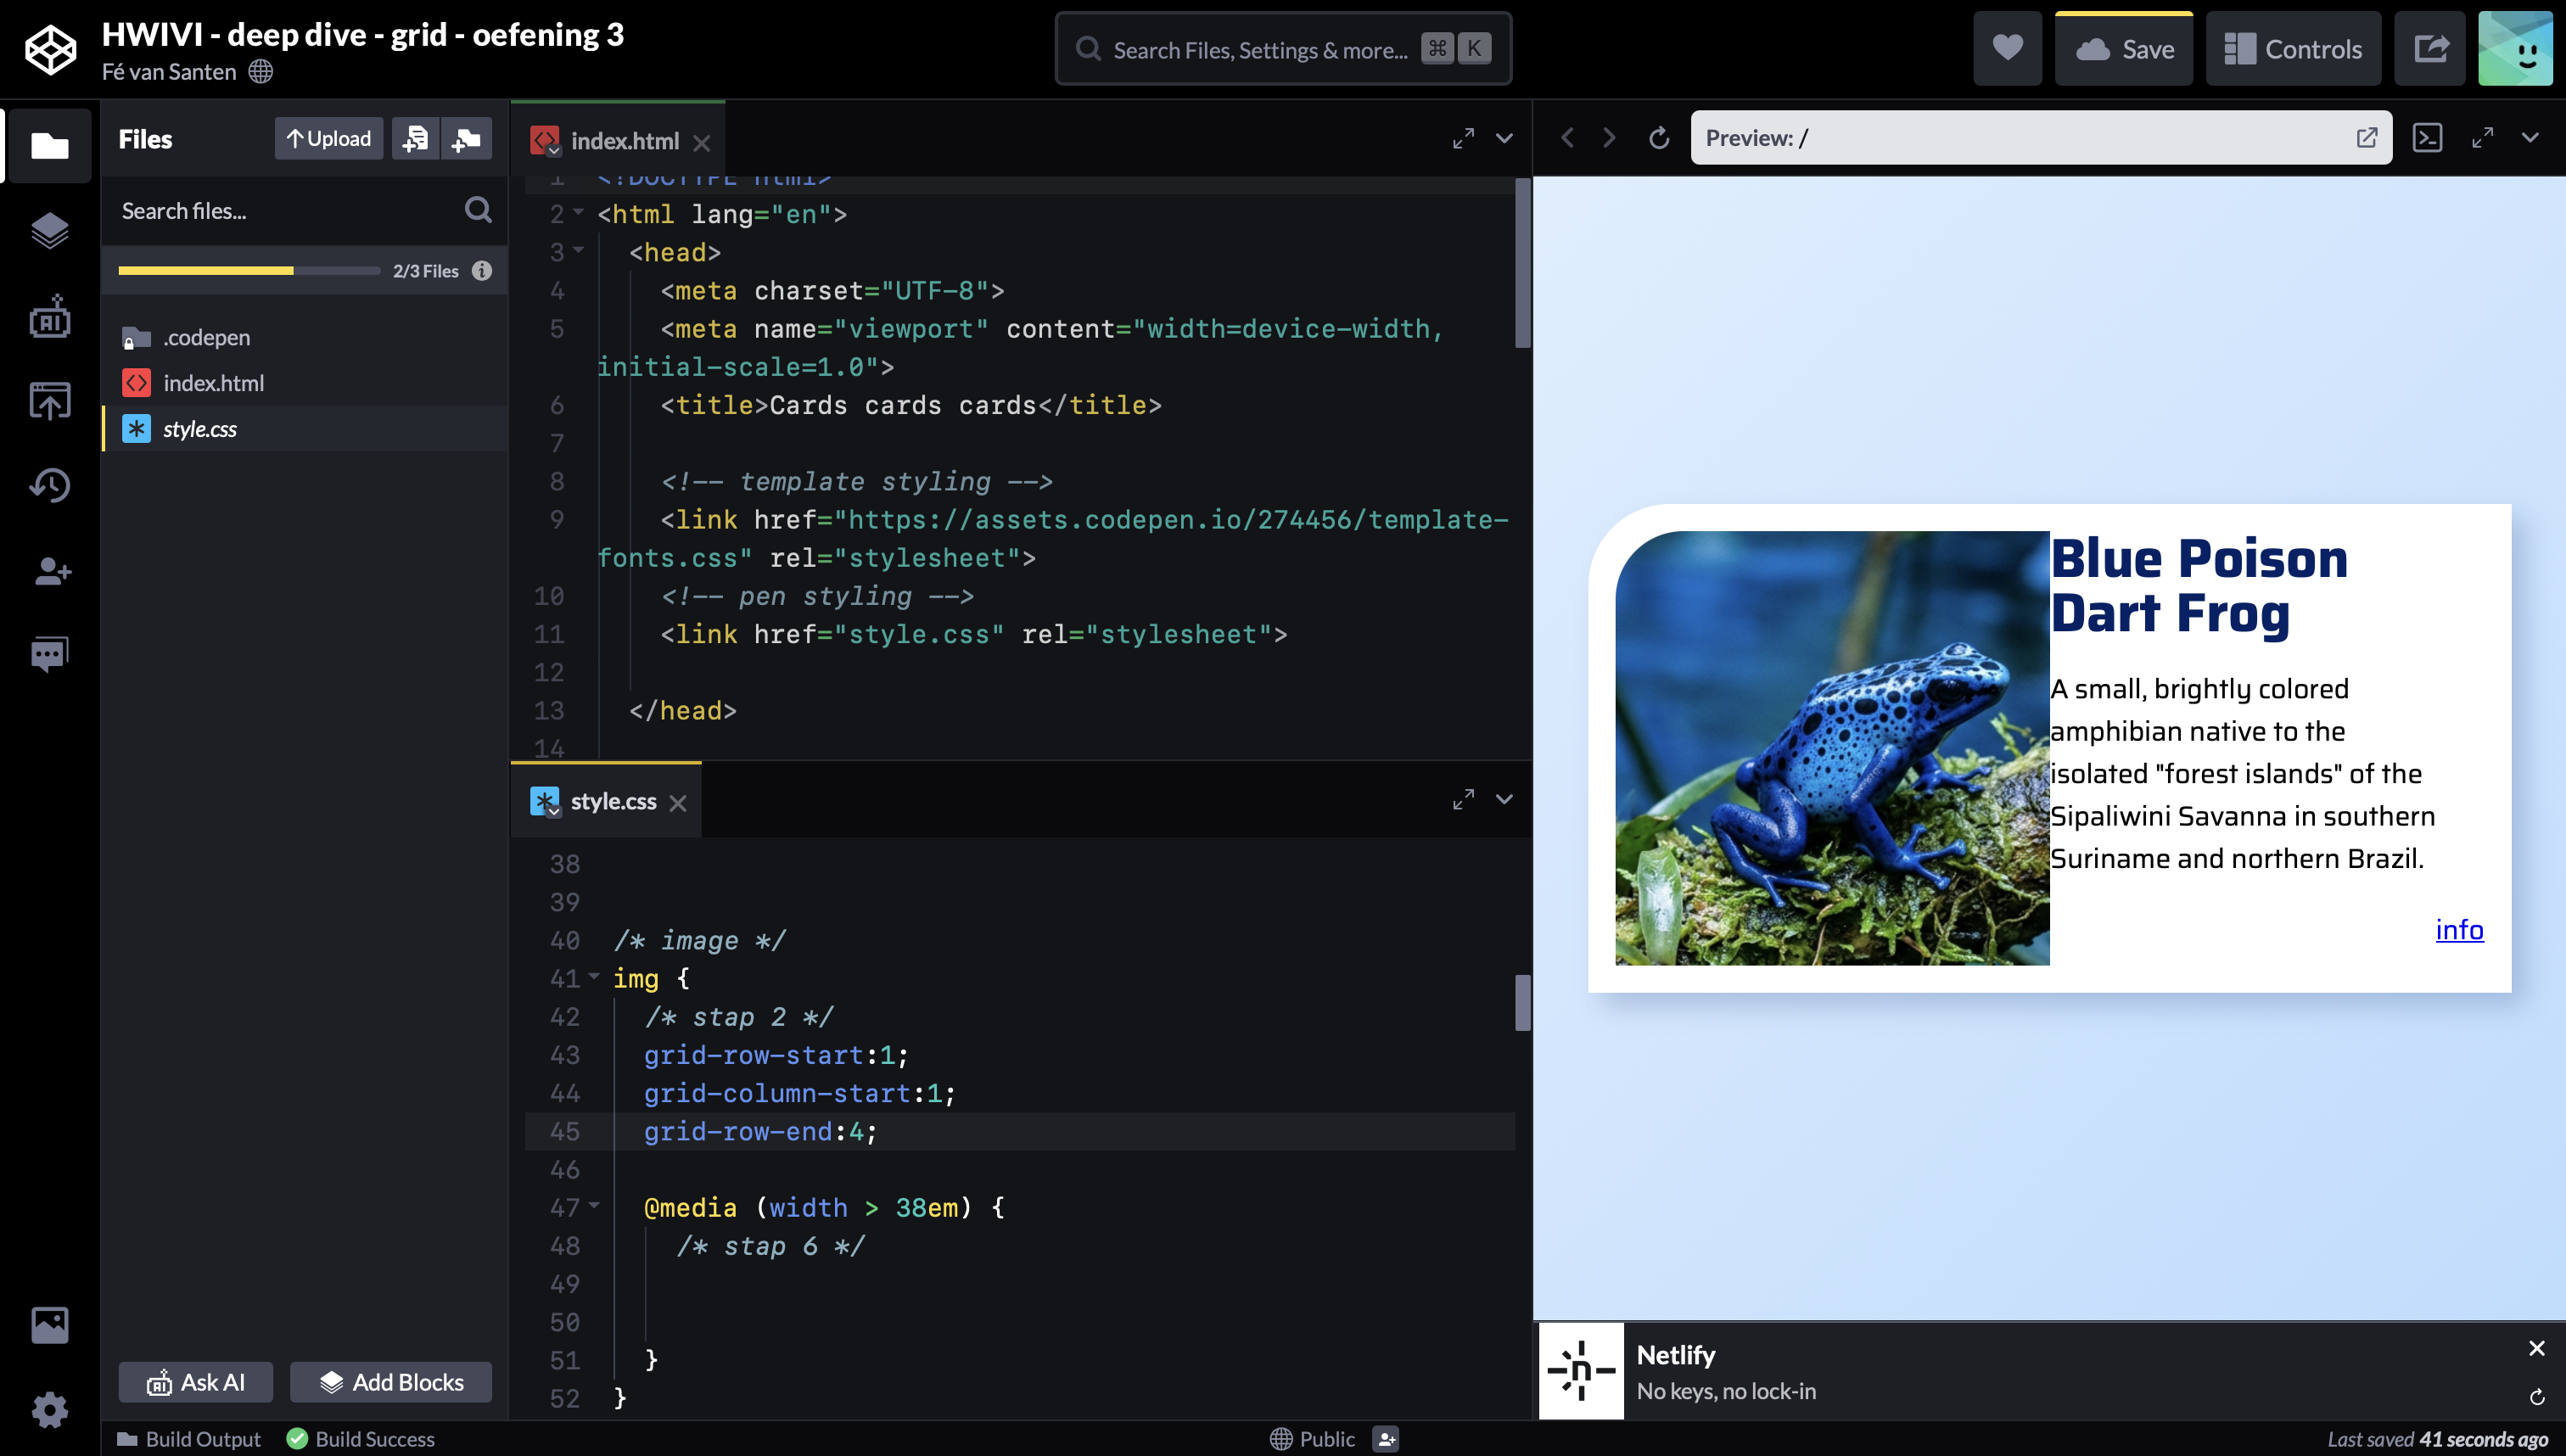 HWIVI - deep dive - grid - oefening 3
Fé van Santen
Search Files, Settings & more... ⌘ K
Save
Controls
Files
Upload
Search files...
2/3 Files
.codepen
index.html
style.css
Ask AI
Add Blocks
index.html
1 <!DOCTYPE html>
2 <html lang="en">
3 <head>
4 <meta charset="UTF-8">
5 <meta name="viewport" content="width=device-width,
initial-scale=1.0">
6 <title>Cards cards cards</title>
7
8 <!-- template styling -->
9 <link href="https://assets.codepen.io/274456/template-
fonts.css" rel="stylesheet">
10 <!-- pen styling -->
11 <link href="style.css" rel="stylesheet">
12
13 </head>
14
style.css
38
39
40 /* image */
41 img {
42 /* stap 2 */
43 grid-row-start:1;
44 grid-column-start:1;
45 grid-row-end:4;
46
47 @media (width > 38em) {
48 /* stap 6 */
49
50
51 }
52 }
Preview: /
Blue Poison
Dart Frog
A small, brightly colored
amphibian native to the
isolated "forest islands" of the
Sipaliwini Savanna in southern
Suriname and northern Brazil.
info
n
Netlify
No keys, no lock-in
Build Output
Build Success
Public
Last saved 41 seconds ago